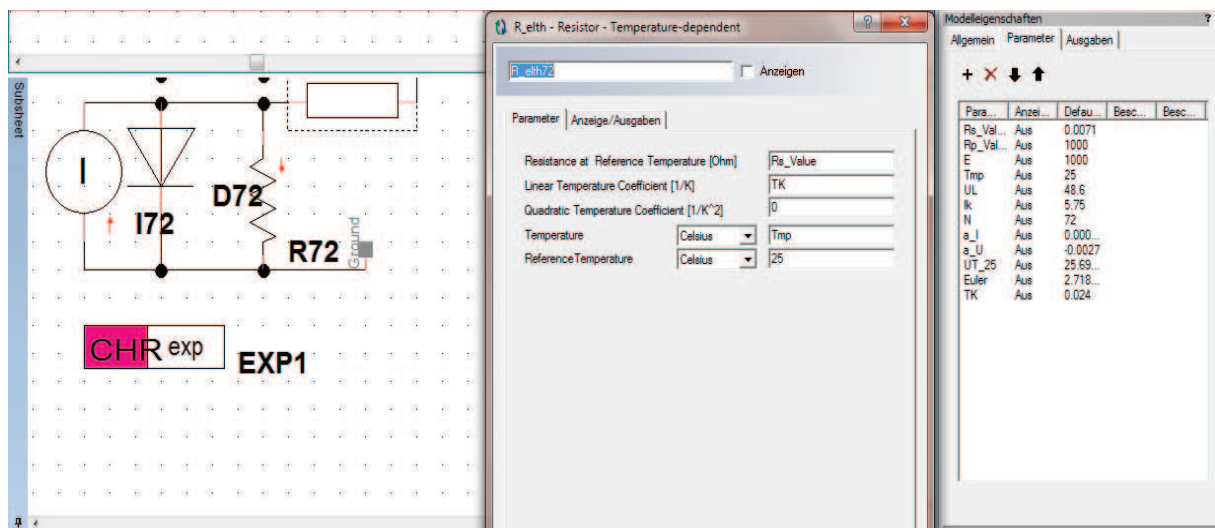 Subsheet
I
I72
D72
R72
Ground
CHR exp
EXP1
R_elth - Resistor - Temperature-dependent
?
R_elth72
Anzeigen
Parameter
Anzeige/Ausgaben
Resistance at Reference Temperature [Ohm] Rs_Value
Linear Temperature Coefficient [1/K] TK
Quadratic Temperature Coefficient [1/K^2] 0
Temperature Celsius Tmp
ReferenceTemperature Celsius 25
Modelleigenschaften ?
Allgemein Parameter Ausgaben
Para... Anzei... Defau... Besc... Besc...
Rs_Val... Aus 0.0071
Rp_Val... Aus 1000
E Aus 1000
Tmp Aus 25
UL Aus 48.6
Ik Aus 5.75
N Aus 72
a_I Aus 0.000...
a_U Aus -0.0027
UT_25 Aus 25.69...
Euler Aus 2.718...
TK Aus 0.024